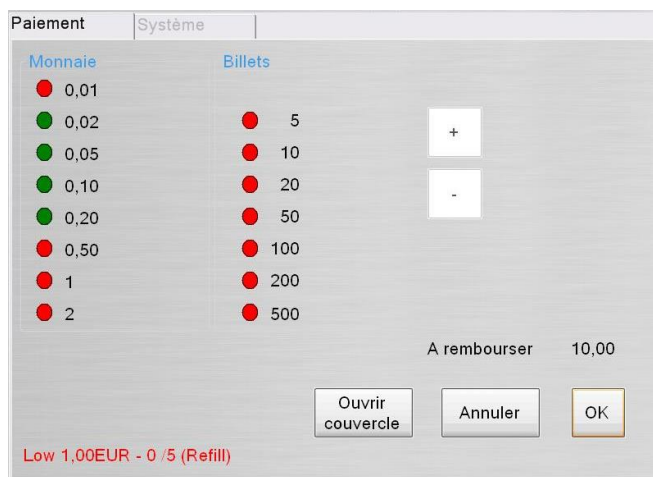 Paiement Système
Monnaie Billets
0,01
0,02 5
0,05 10
0,10 20
0,20 50
0,50 100
1 200
2 500
+
-
A rembourser 10,00
Ouvrir
couvercle
Annuler
OK
Low 1,00EUR - 0 /5 (Refill)